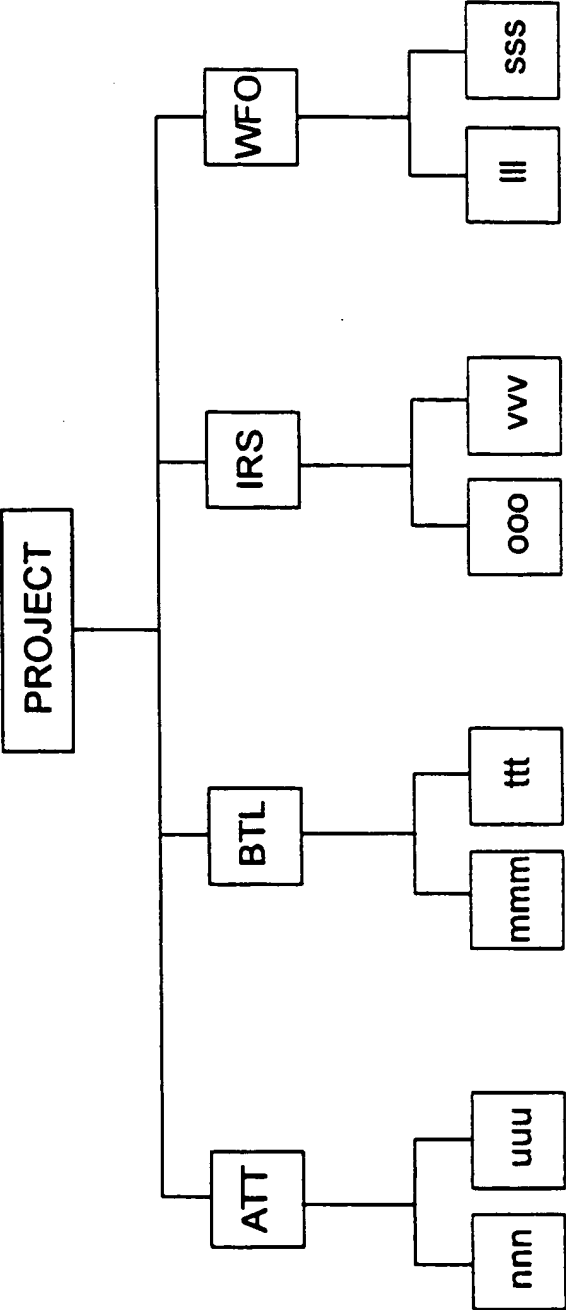 PROJECT
ATT
BTL
IRS
WFO
nnn
uuu
mmm
ttt
ooo
vvv
lll
sss